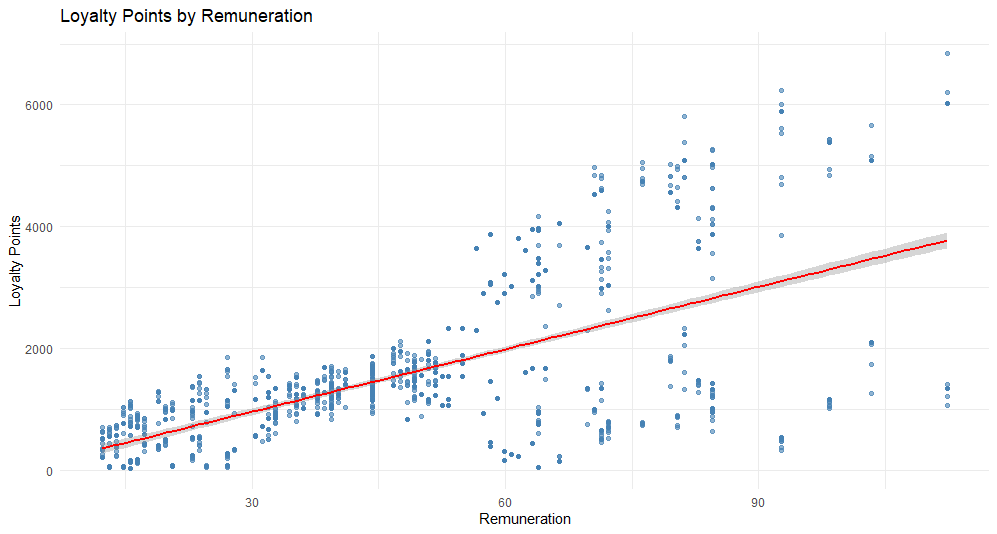 Loyalty Points by Remuneration
6000
4000
2000
0
Loyalty Points
30 60 90
Remuneration